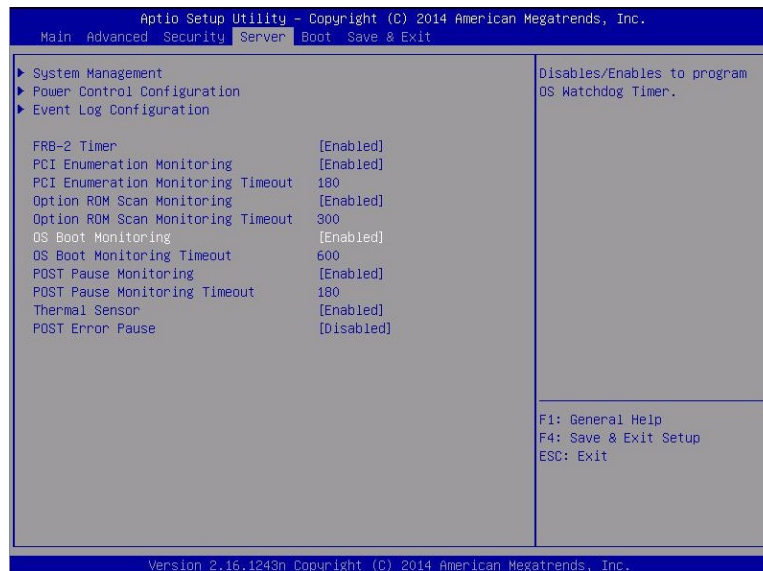 Aptio Setup Utility – Copyright (C) 2014 American Megatrends, Inc.
Main Advanced Security Server Boot Save & Exit
System Management
Power Control Configuration
Event Log Configuration
FRB-2 Timer [Enabled]
PCI Enumeration Monitoring [Enabled]
PCI Enumeration Monitoring Timeout 180
Option ROM Scan Monitoring [Enabled]
Option ROM Scan Monitoring Timeout 300
OS Boot Monitoring [Enabled]
OS Boot Monitoring Timeout 600
POST Pause Monitoring [Enabled]
POST Pause Monitoring Timeout 180
Thermal Sensor [Enabled]
POST Error Pause [Disabled]
Disables/Enables to program
OS Watchdog Timer.
F1: General Help
F4: Save & Exit Setup
ESC: Exit
Version 2.16.1243n Copyright (C) 2014 American Megatrends, Inc.